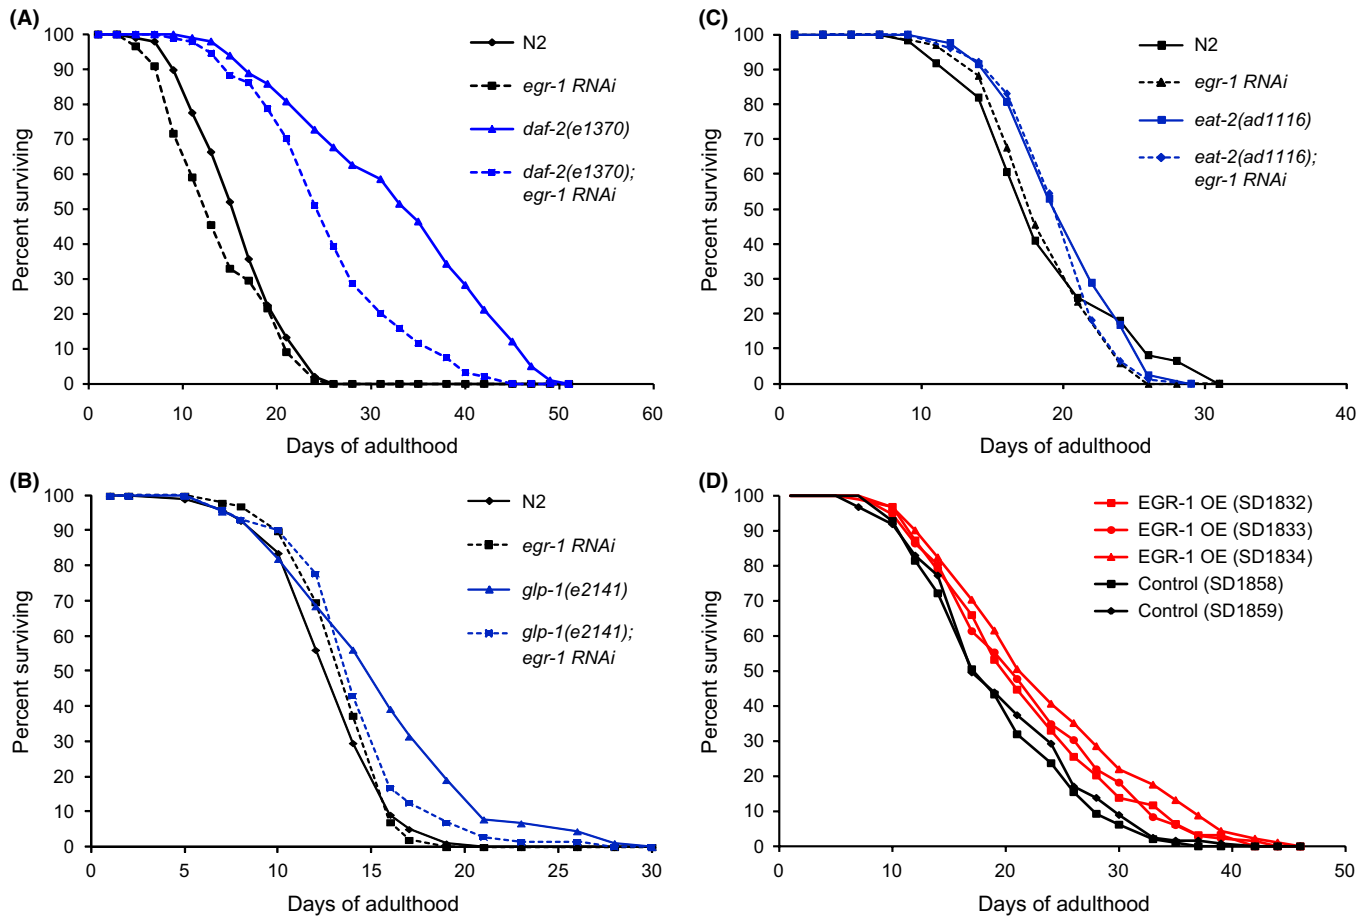 (A)
100
90
80
70
60
50
40
30
20
10
0
Percent surviving
0 10 20 30 40 50 60
Days of adulthood
N2
egr-1 RNAi
daf-2(e1370)
daf-2(e1370);
egr-1 RNAi
(C)
100
90
80
70
60
50
40
30
20
10
0
Percent surviving
0 10 20 30 40
Days of adulthood
N2
egr-1 RNAi
eat-2(ad1116)
eat-2(ad1116);
egr-1 RNAi
(B)
100
90
80
70
60
50
40
30
20
10
0
Percent surviving
0 5 10 15 20 25 30
Days of adulthood
N2
egr-1 RNAi
glp-1(e2141)
glp-1(e2141);
egr-1 RNAi
(D)
100
90
80
70
60
50
40
30
20
10
0
Percent surviving
0 10 20 30 40 50
Days of adulthood
EGR-1 OE (SD1832)
EGR-1 OE (SD1833)
EGR-1 OE (SD1834)
Control (SD1858)
Control (SD1859)